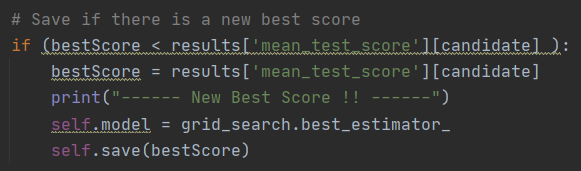 # Save if there is a new best score
if (bestScore < results['mean_test_score'][candidate] ):
    bestScore = results['mean_test_score'][candidate]
    print("------ New Best Score !! ------")
    self.model = grid_search.best_estimator_
    self.save(bestScore)